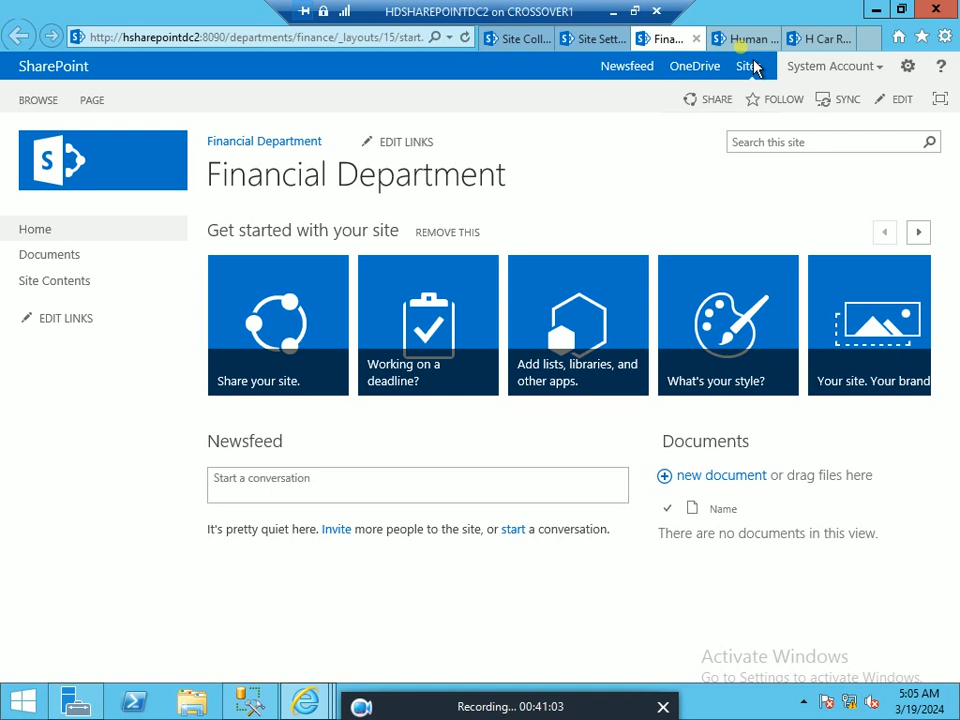 HDSHAREPOINTDC2 on CROSSOVER1
http://hsharepointdc2:8090/departments/finance/_layouts/15/start.
Site Coll...
Site Sett...
Fina...
Human ...
H Car R...
SharePoint
Newsfeed
OneDrive
System Account
BROWSE
PAGE
SHARE
FOLLOW
SYNC
EDIT
Financial Department
EDIT LINKS
Search this site
Financial Department
Home
Documents
Site Contents
EDIT LINKS
Get started with your site
REMOVE THIS
Share your site.
Working on a
deadline?
Add lists, libraries, and
other apps.
What's your style?
Your site. Your brand
Newsfeed
Start a conversation
It's pretty quiet here. Invite more people to the site, or start a conversation.
Documents
new document or drag files here
Name
There are no documents in this view.
Activate Windows
Go to Settings to activate Windows.
Recording... 00:41:03
5:05 AM
3/19/2024